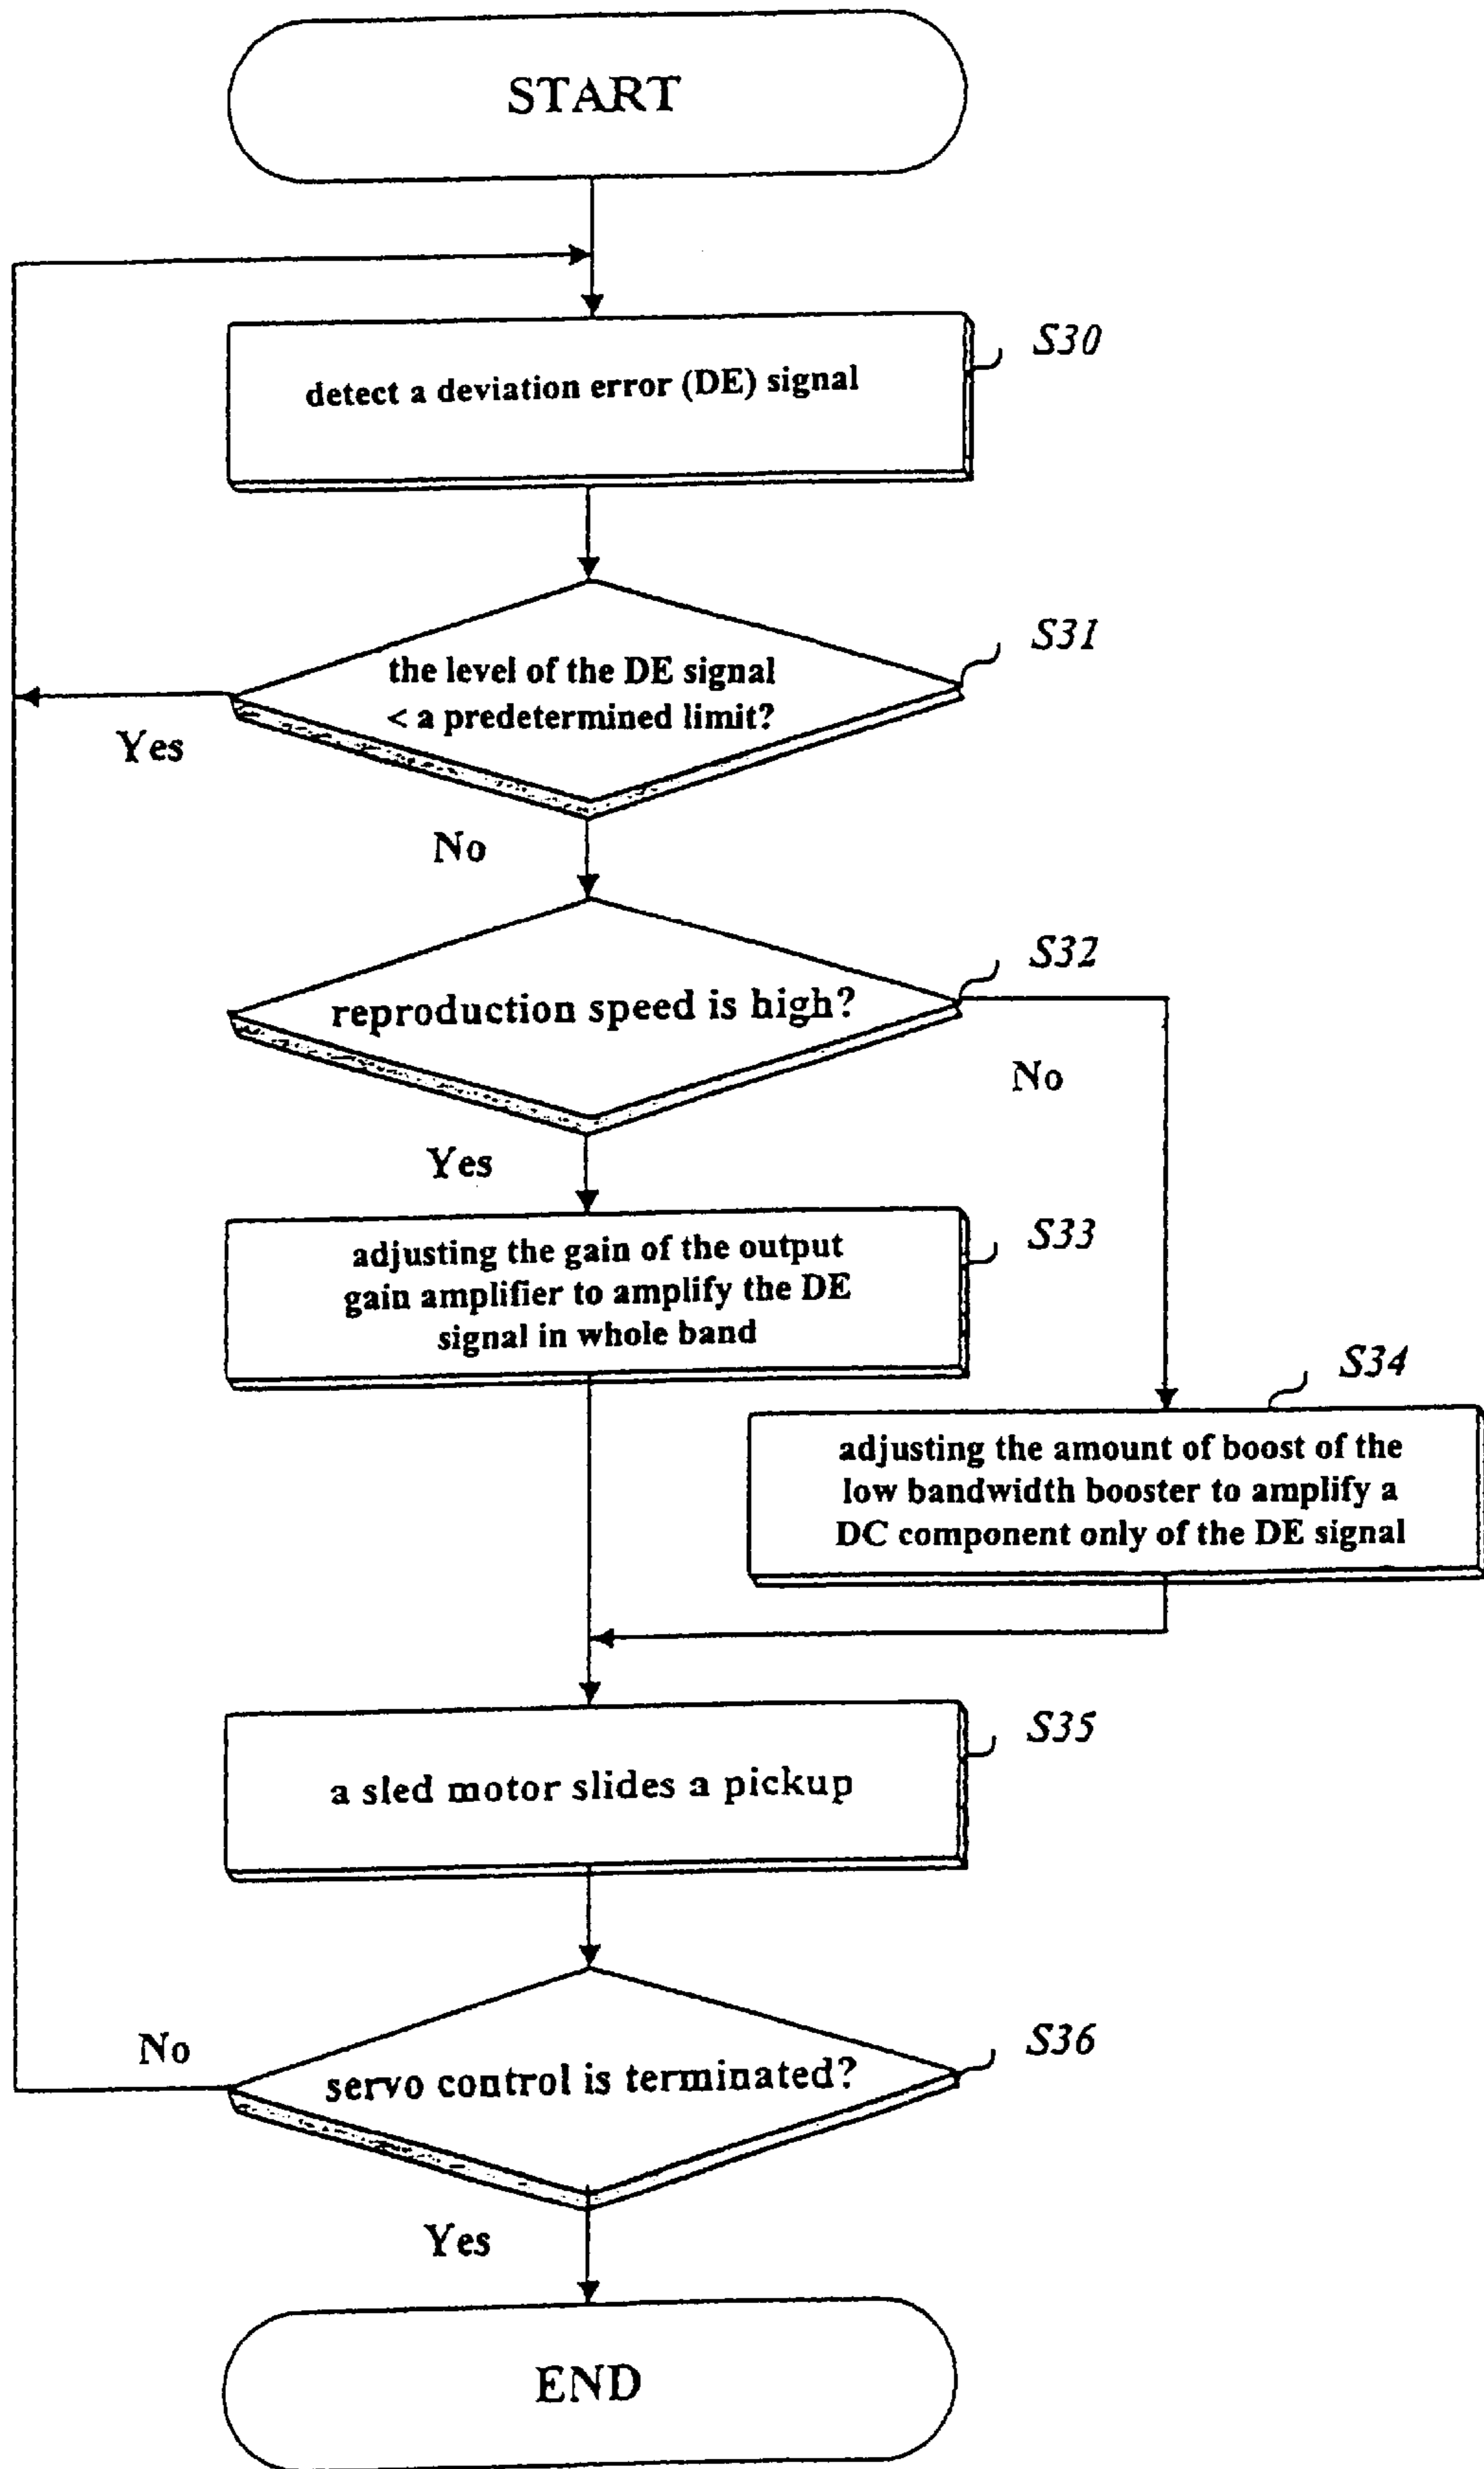 START
detect a deviation error (DE) signal
S30
the level of the DE signal
< a predetermined limit?
S31
Yes
No
reproduction speed is high?
S32
No
Yes
adjusting the gain of the output
gain amplifier to amplify the DE
signal in whole band
S33
S34
adjusting the amount of boost of the
low bandwidth booster to amplify a
DC component only of the DE signal
a sled motor slides a pickup
S35
servo control is terminated?
S36
No
Yes
END